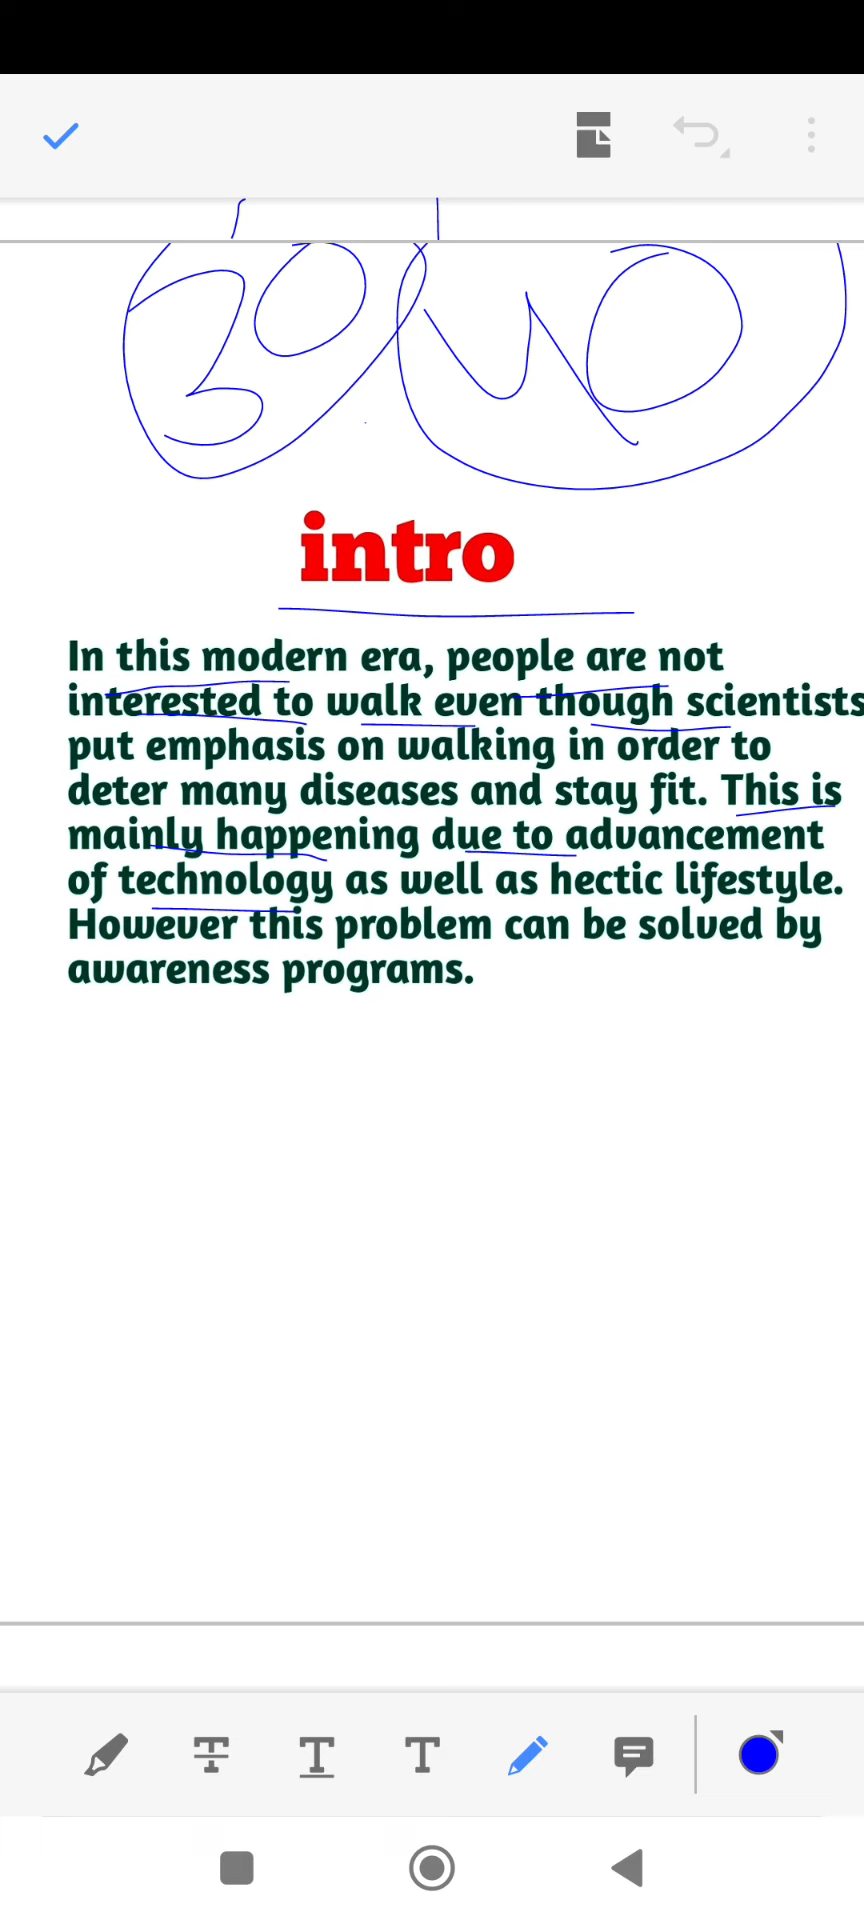 30 40
intro
In this modern era, people are not
interested to walk even though scientists
put emphasis on walking in order to
deter many diseases and stay fit. This is
mainly happening due to advancement
of technology as well as hectic lifestyle.
However this problem can be solved by
awareness programs.